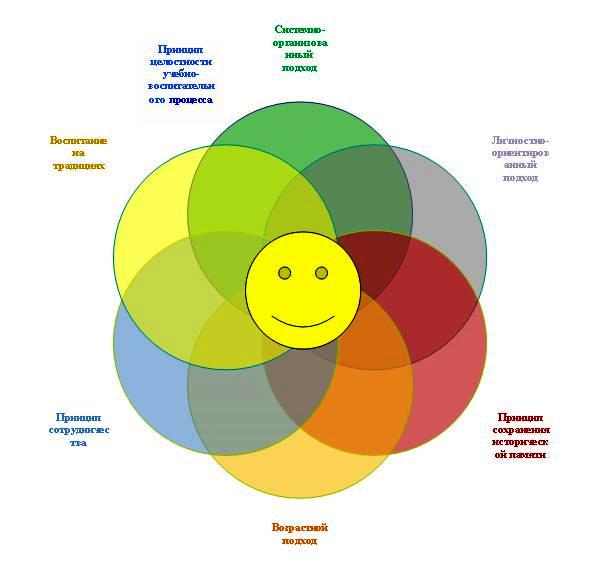 Системно-
организова
нный
подход
Принцип
целостности
учебно-
воспитательн
ого процесса
Воспитание
на
традициях
Личностно-
ориентиров
анный
подход
Принцип
сотрудничес
тва
Принцип
сохранения
историческ
ой памяти
Возрастной
подход